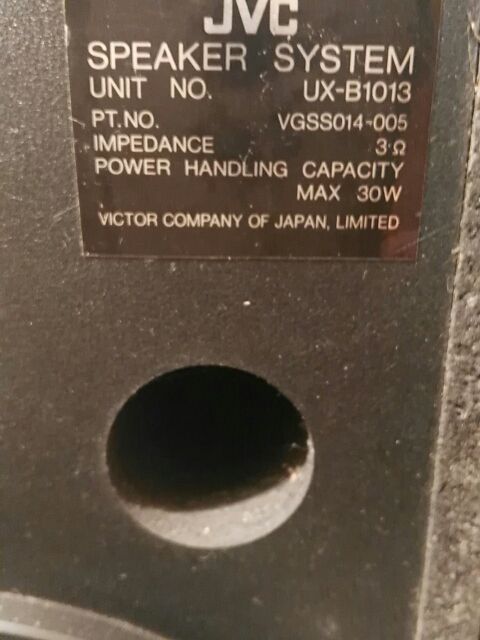 JVC
SPEAKER SYSTEM
UNIT NO. UX-B1013
PT.NO. VGSS014-005
IMPEDANCE 3Ω
POWER HANDLING CAPACITY
MAX 30W
VICTOR COMPANY OF JAPAN, LIMITED